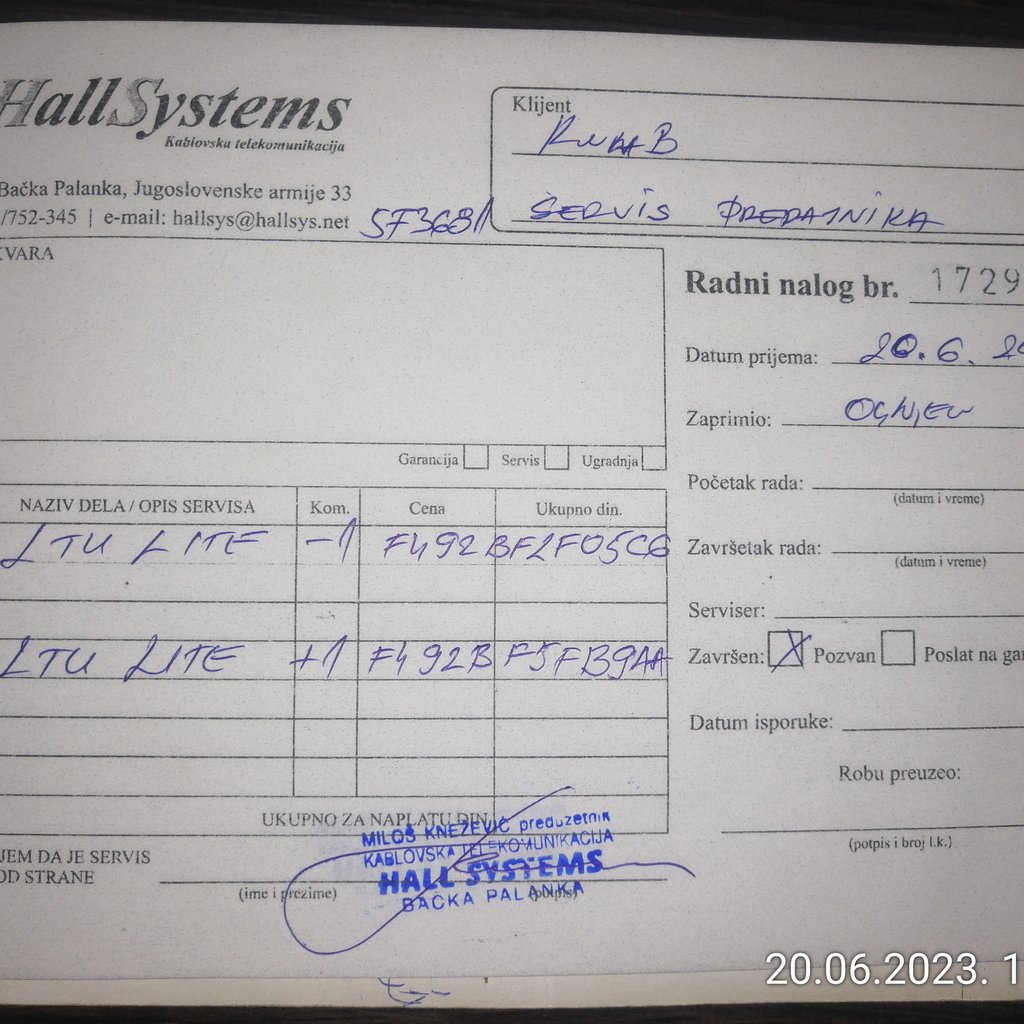 HallSystems
Kablovska telekomunikacija
Bačka Palanka, Jugoslovenske armije 33
/752-345 | e-mail: hallsys@hallsys.net
Klijent
SERVIS PREDAJNIKA
KVARA
Garancija Servis Ugradnja
NAZIV DELA / OPIS SERVISA Kom. Cena Ukupno din.
LTU LITE -1 F492BF2F05C6
LTU LITE +1 F492BF5FB9AA
UKUPNO ZA NAPLATU DIN.
JEM DA JE SERVIS
OD STRANE
(ime i prezime) (potpis)
MILOŠ KNEŽEVIĆ preduzetnik
KABLOVSKA TELEKOMUNIKACIJA
HALL SYSTEMS
BAČKA PALANKA
Radni nalog br. 1729
Datum prijema: 20.6.20
Zaprimio: OGNJEN
Početak rada:
(datum i vreme)
Završetak rada:
(datum i vreme)
Serviser:
Završen: X Pozvan Poslat na gar
Datum isporuke:
Robu preuzeo:
(potpis i broj l.k.)
20.06.2023. 1